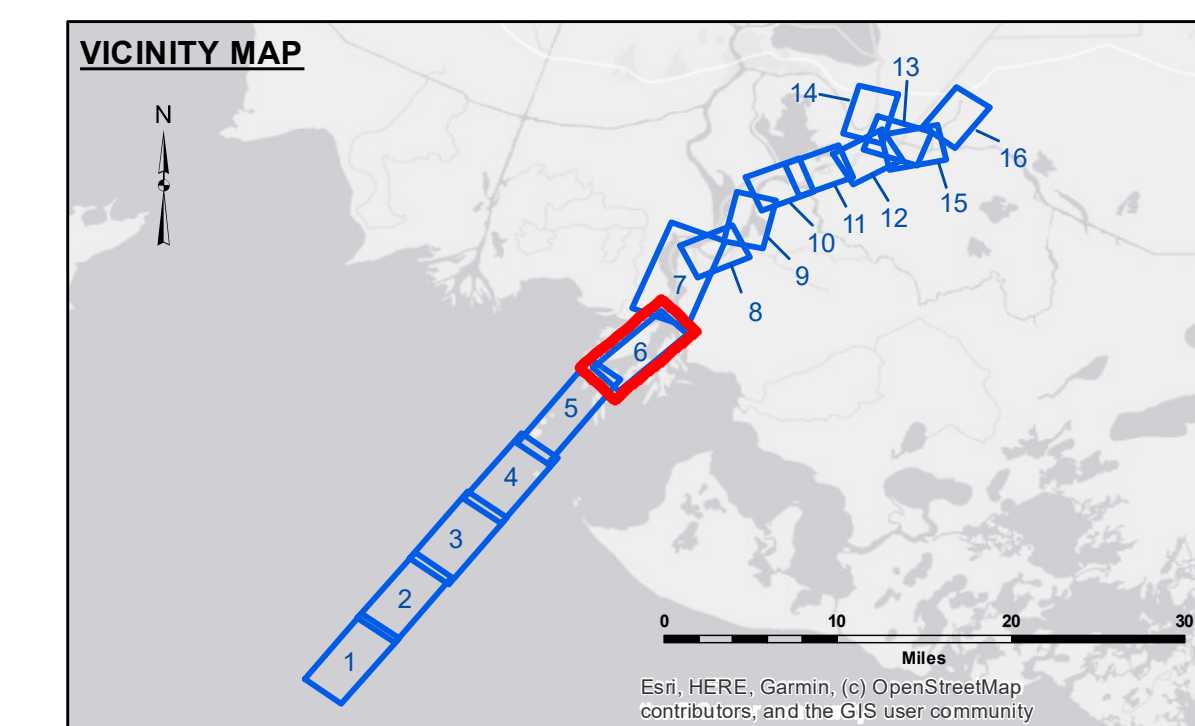 VICINITY MAP
N
13
14
16
15
12
11
10
9
8
7
6
5
4
3
2
1
0 10 20 30
Miles
Esri, HERE, Garmin, (c) OpenStreetMap
contributors, and the GIS user community